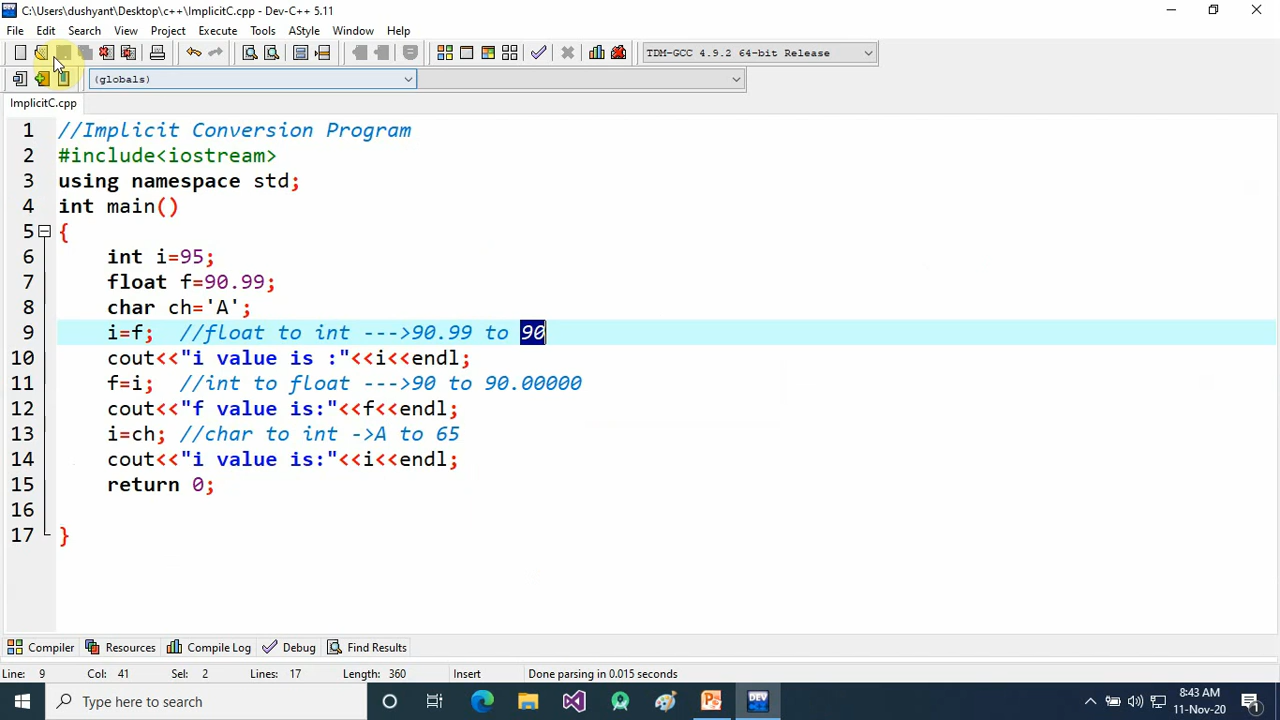 C:\Users\dushyant\Desktop\c++\ImplicitC.cpp - Dev-C++ 5.11
File Edit Search View Project Execute Tools AStyle Window Help
TDM-GCC 4.9.2 64-bit Release
(globals)
ImplicitC.cpp
1 //Implicit Conversion Program
2 #include<iostream>
3 using namespace std;
4 int main()
5 {
6 int i=95;
7 float f=90.99;
8 char ch='A';
9 i=f; //float to int --->90.99 to 90
10 cout<<"i value is :"<<i<<endl;
11 f=i; //int to float --->90 to 90.00000
12 cout<<"f value is:"<<f<<endl;
13 i=ch; //char to int ->A to 65
14 cout<<"i value is:"<<i<<endl;
15 return 0;
16
17 }
Compiler Resources Compile Log Debug Find Results
Line: 9 Col: 41 Sel: 2 Lines: 17 Length: 360 Insert Done parsing in 0.015 seconds
Type here to search
DEV
8:43 AM
11-Nov-20
1